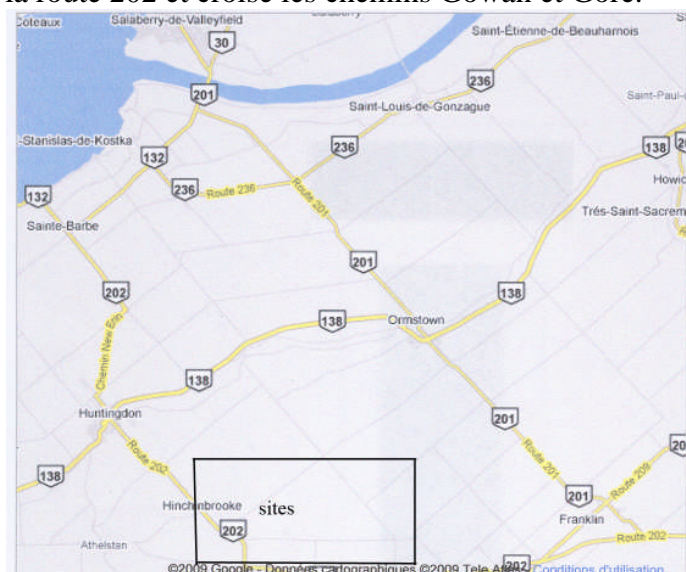 la route 202 et croise les chemins Cowan et Gore.
Coteaux
Salaberry-de-Valleyfield
30
Saint-Étienne-de-Beauharnois
236
201
Saint-Louis-de-Gonzague
Saint-Paul-
-Stanislas-de-Kostka
132
236
138
236
Route 236
Route 201
Howic
132
Sainte-Barbe
Trés-Saint-Sacrem
201
202
138
138
Ormstown
Chemin New Erin
138
Huntingdon
201
Route 202
Route 201
Route 209
20
138
201
Hinchinbrooke
sites
Franklin
202
Route 202
Athelstan
202
©2009 Google - Données cartographiques ©2009 Tele Atlas - Conditions d'utilisation